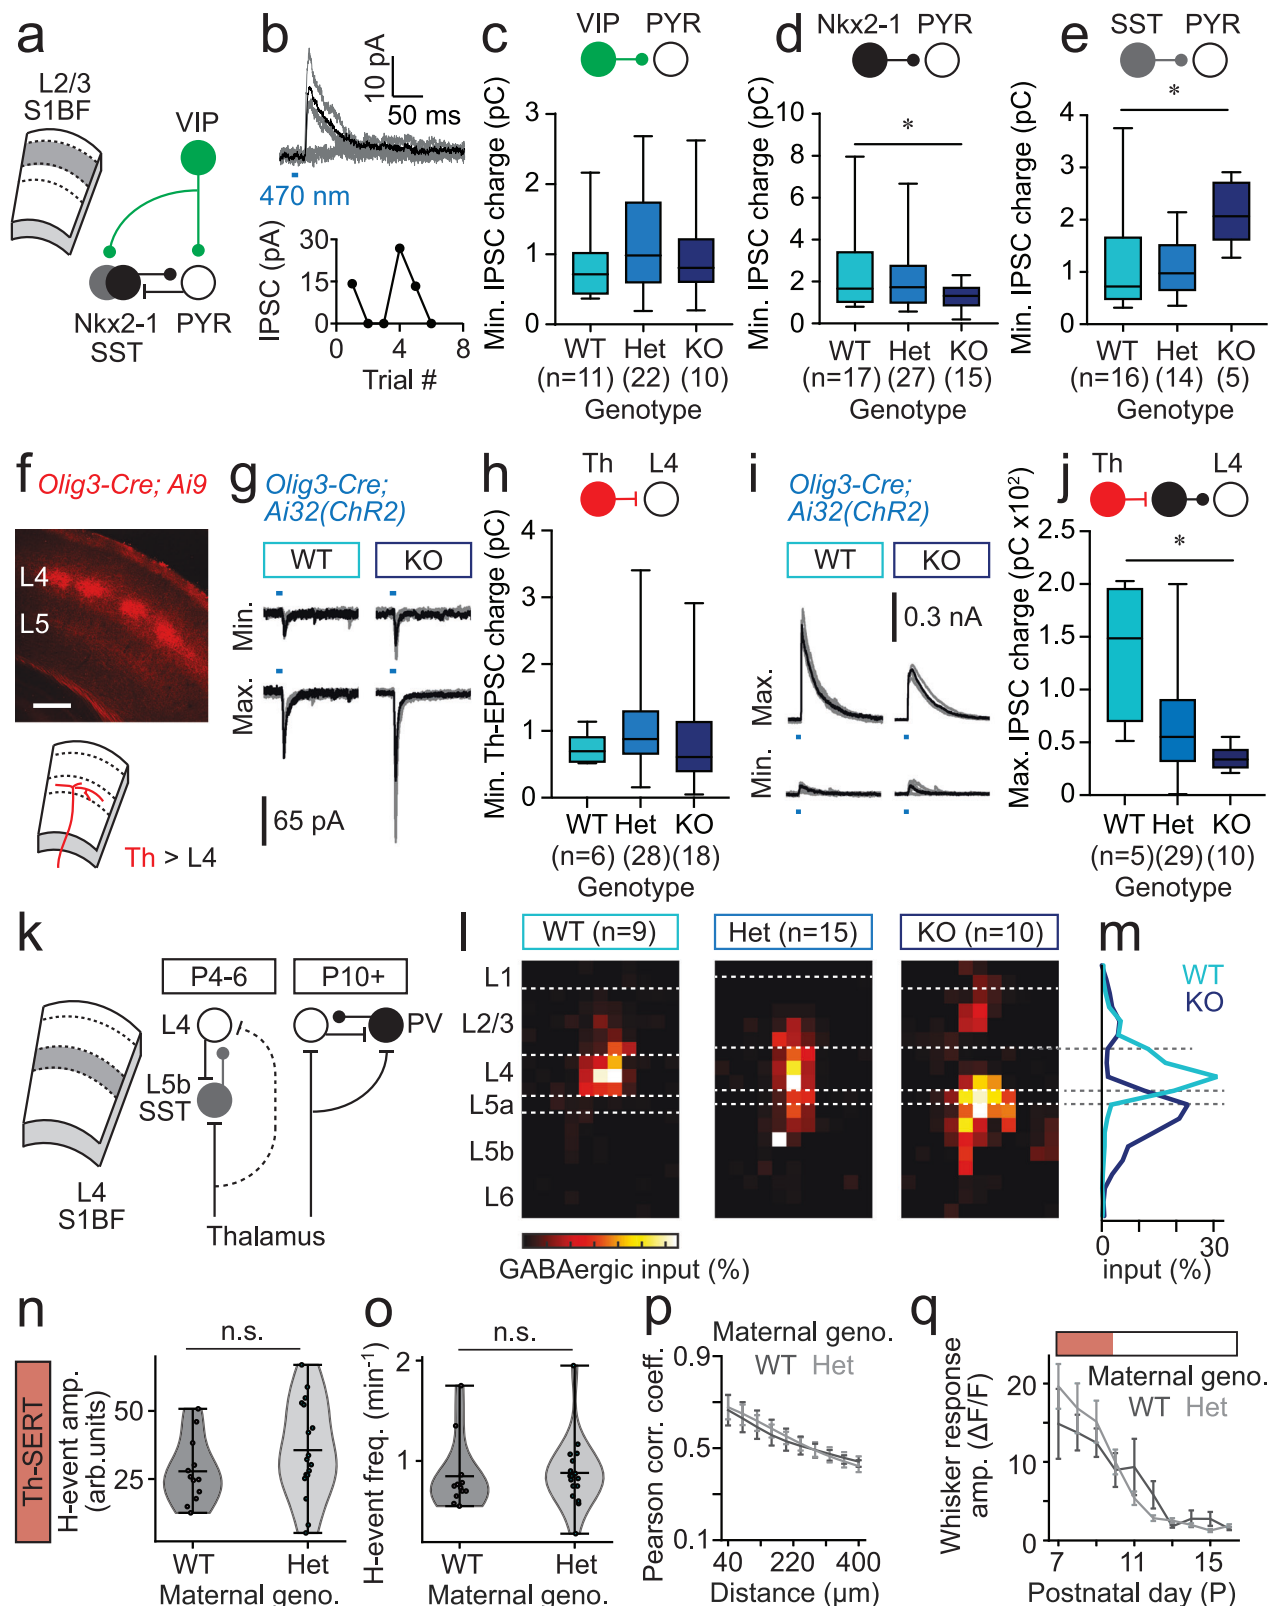 a
L2/3
S1BF
VIP
Nkx2-1
SST
PYR
b
10 pA
50 ms
470 nm
IPSC (pA)
30
15
0
0
4
8
Trial #
c
VIP
PYR
Min. IPSC charge (pC)
3
2
1
0
WT
Het
KO
(n=11)
(22)
(10)
Genotype
d
Nkx2-1
PYR
Min. IPSC charge (pC)
10
8
6
4
2
0
*
WT
Het
KO
(n=17)
(27)
(15)
Genotype
e
SST
PYR
Min. IPSC charge (pC)
4
3
2
1
0
*
WT
Het
KO
(n=16)
(14)
(5)
Genotype
f
Olig3-Cre; Ai9
L4
L5
Th > L4
g
Olig3-Cre;
Ai32(ChR2)
WT
KO
Min.
Max.
65 pA
h
Th
L4
Min. Th-EPSC charge (pC)
4
3
2
1
0
WT
Het
KO
(n=6)
(28)
(18)
Genotype
i
Olig3-Cre;
Ai32(ChR2)
WT
KO
0.3 nA
Max.
Min.
j
Th
L4
Max. IPSC charge (pC x10²)
2.5
2.0
1.5
1.0
0.5
0
*
WT
Het
KO
(n=5)
(29)
(10)
Genotype
k
P4-6
P10+
L4
PV
L5b
SST
L4
S1BF
Thalamus
l
WT (n=9)
Het (n=15)
KO (n=10)
L1
L2/3
L4
L5a
L5b
L6
GABAergic input (%)
m
WT
KO
0
30
input (%)
n
Th-SERT
H-event amp.
(arb.units)
50
25
n.s.
WT
Het
Maternal geno.
o
H-event freq. (min⁻¹)
2
1
n.s.
WT
Het
Maternal geno.
p
Maternal geno.
WT Het
Pearson corr. coeff.
0.9
0.5
0.1
40
220
400
Distance (µm)
q
Maternal geno.
WT Het
Whisker response
amp. (ΔF/F)
20
10
0
7
11
15
Postnatal day (P)